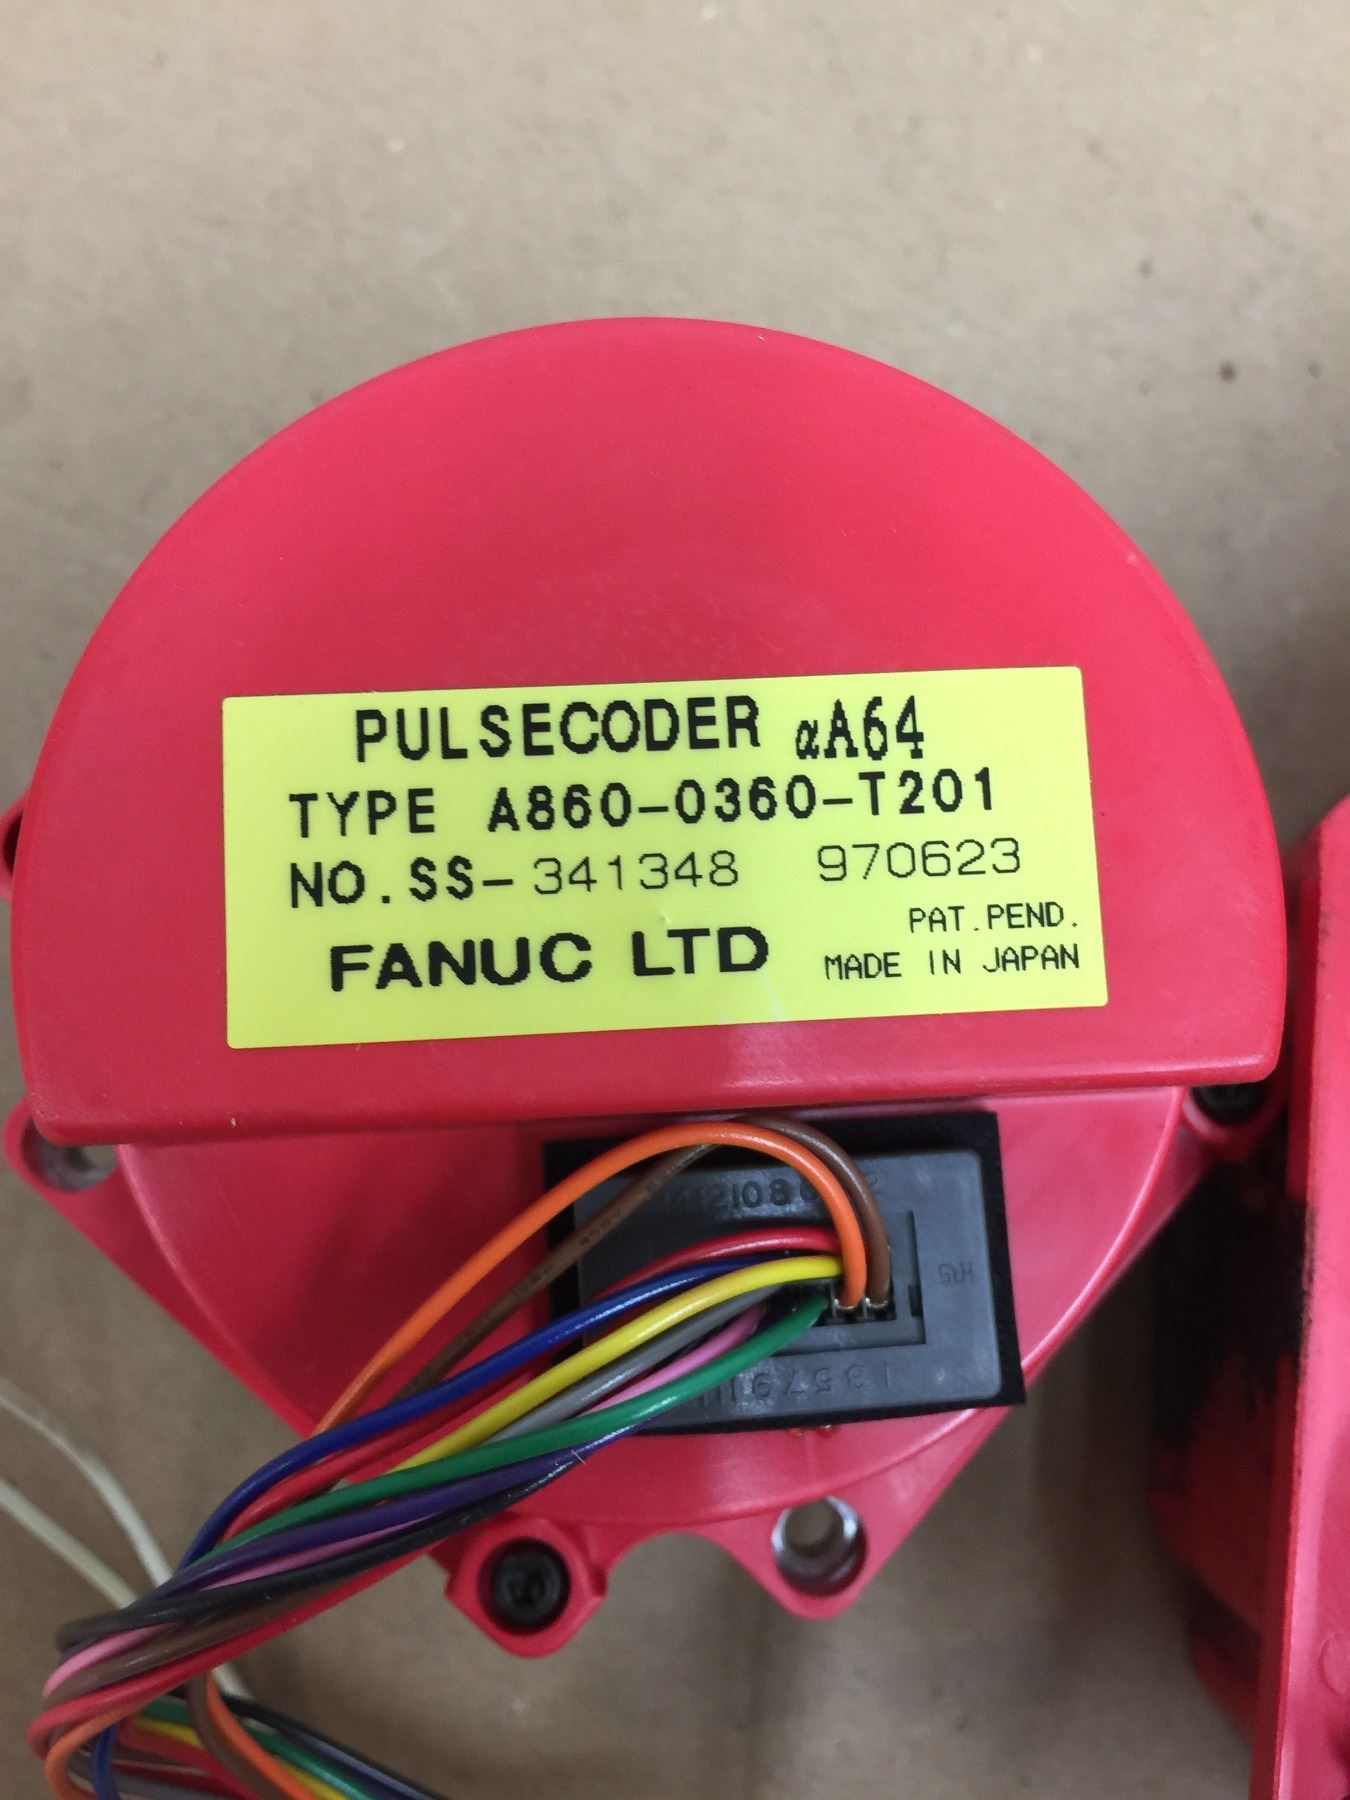 PULSECODER αA64
TYPE A860-0360-T201
NO.SS-341348 970623
PAT.PEND.
FANUC LTD MADE IN JAPAN